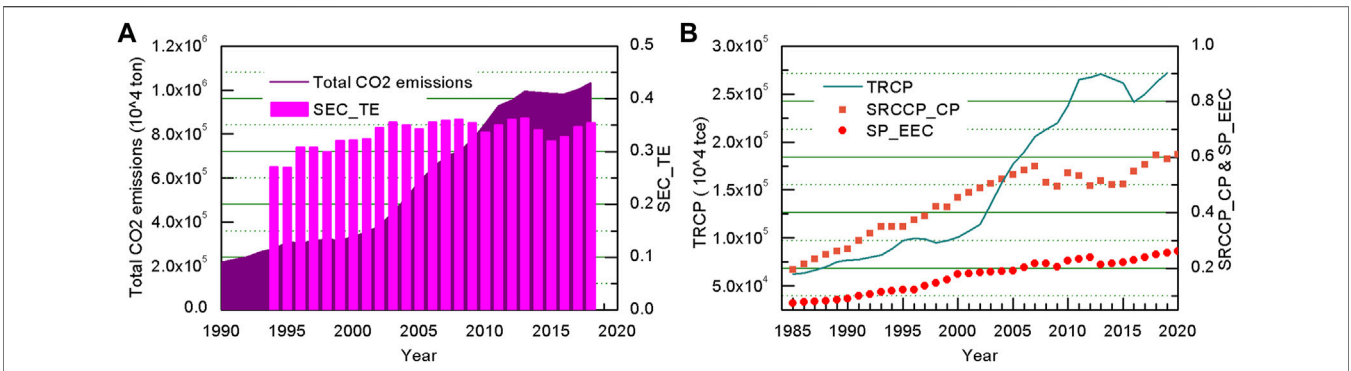 A
Total CO2 emissions (10^4 ton)
1.2x10^6
1.0x10^6
8.0x10^5
6.0x10^5
4.0x10^5
2.0x10^5
0.0
Total CO2 emissions
SEC_TE
0.5
0.4
0.3
0.2
0.1
0.0
SEC_TE
1990 1995 2000 2005 2010 2015 2020
Year
B
TRCP ( 10^4 tce)
3.0x10^5
2.5x10^5
2.0x10^5
1.5x10^5
1.0x10^5
5.0x10^4
TRCP
SRCCP_CP
SP_EEC
1.0
0.8
0.6
0.4
0.2
SRCCP_CP & SP_EEC
1985 1990 1995 2000 2005 2010 2015 2020
Year